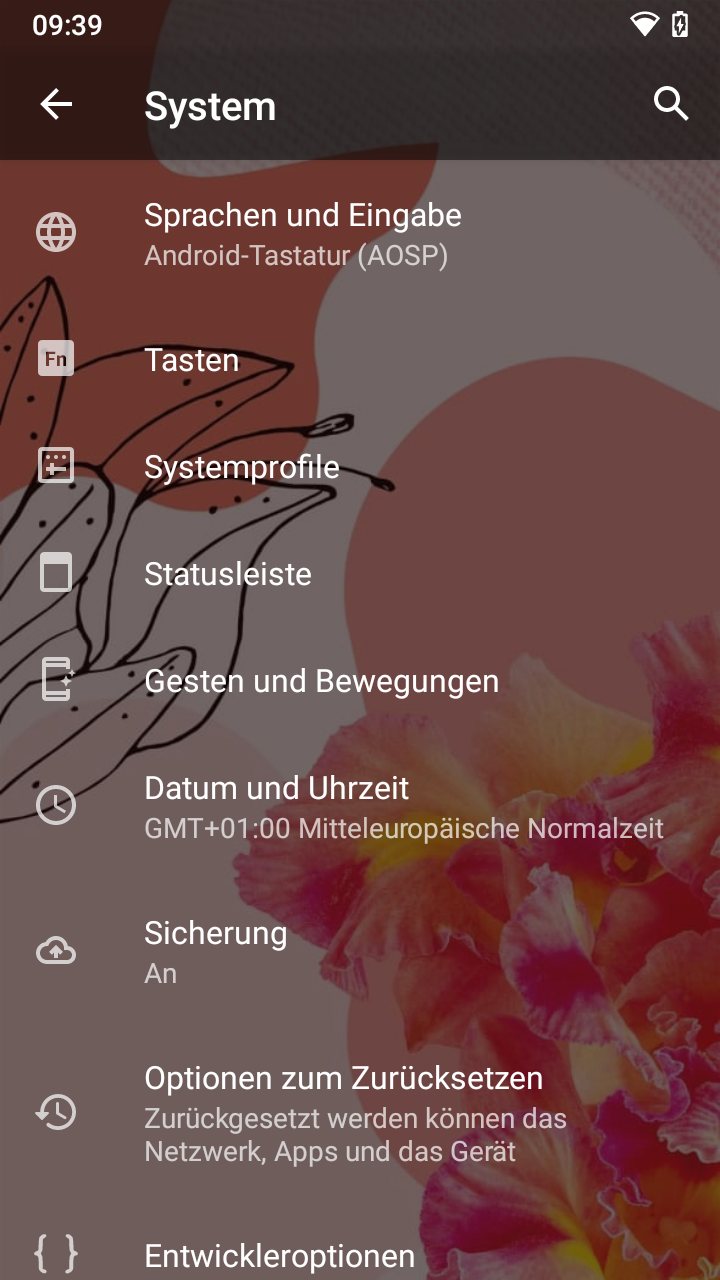 09:39
System
Sprachen und Eingabe
Android-Tastatur (AOSP)
Fn
Tasten
Systemprofile
Statusleiste
Gesten und Bewegungen
Datum und Uhrzeit
GMT+01:00 Mitteleuropäische Normalzeit
Sicherung
An
Optionen zum Zurücksetzen
Zurückgesetzt werden können das
Netzwerk, Apps und das Gerät
{ }
Entwickleroptionen